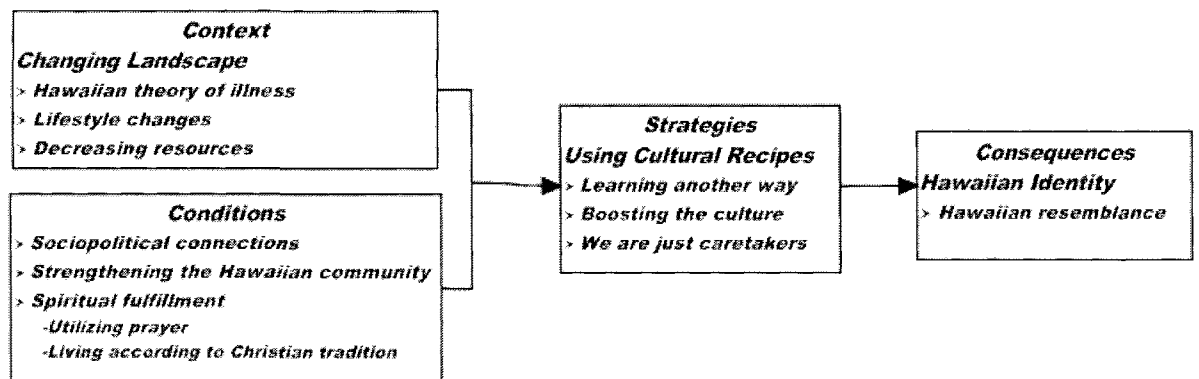 Context
Changing Landscape
> Hawaiian theory of illness
> Lifestyle changes
> Decreasing resources
Conditions
> Sociopolitical connections
> Strengthening the Hawaiian community
> Spiritual fulfillment
-Utilizing prayer
-Living according to Christian tradition
Strategies
Using Cultural Recipes
> Learning another way
> Boosting the culture
> We are just caretakers
Consequences
Hawaiian Identity
> Hawaiian resemblance